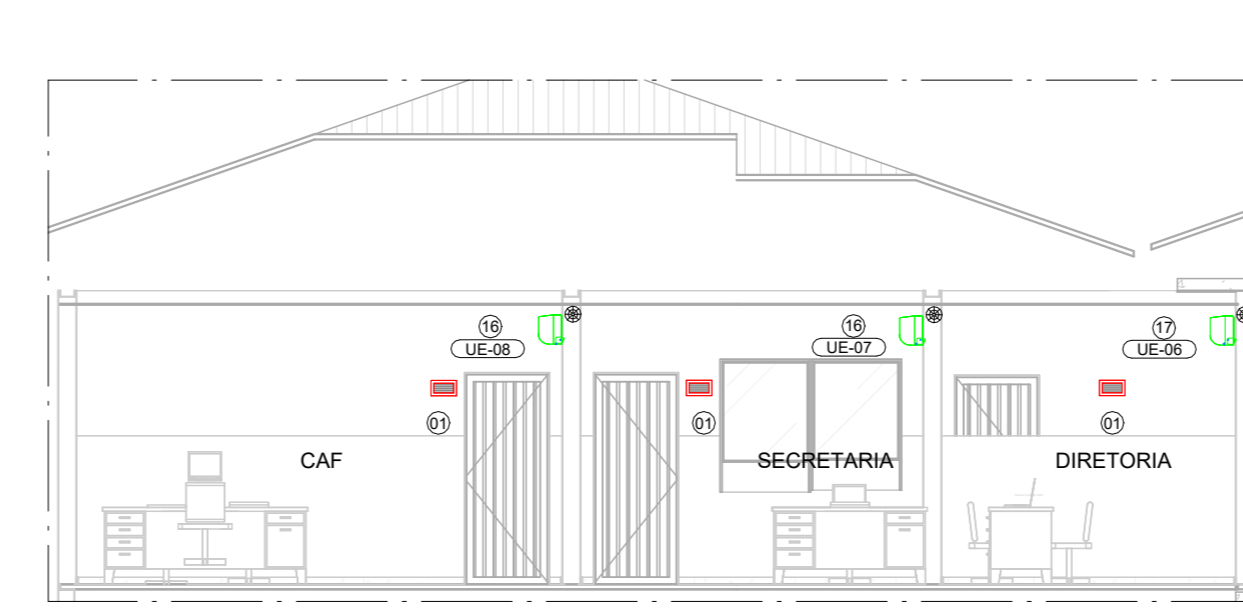 16
UE-08
16
UE-07
17
UE-06
01
01
01
CAF
SECRETARIA
DIRETORIA